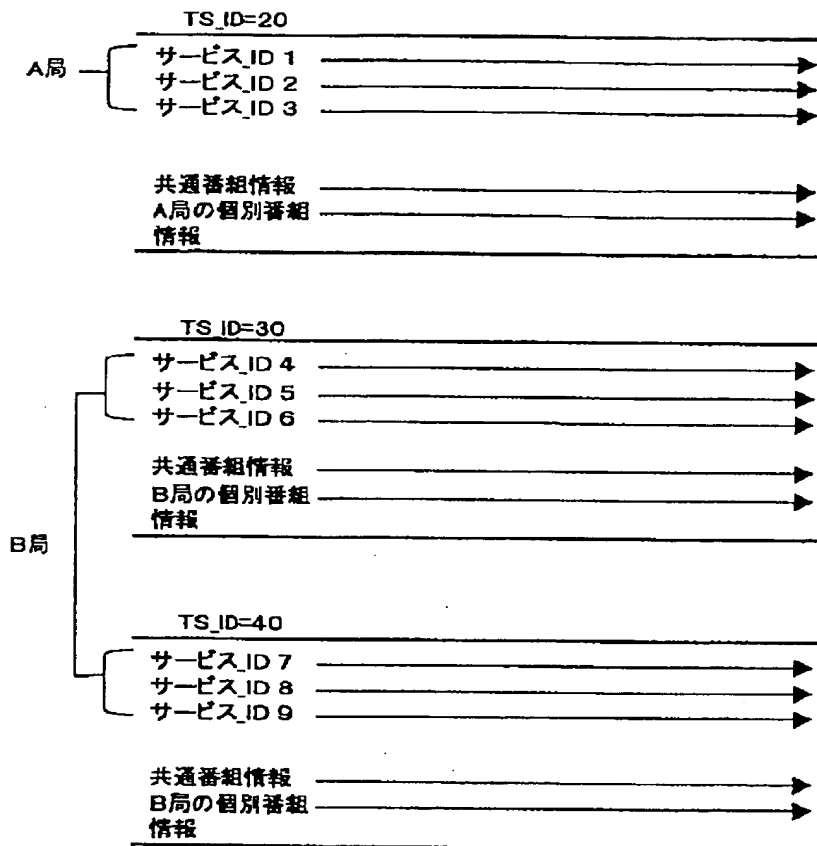 TS_ID=20
A局
サービス_ID 1
サービス_ID 2
サービス_ID 3
共通番組情報
A局の個別番組
情報
TS_ID=30
サービス_ID 4
サービス_ID 5
サービス_ID 6
共通番組情報
B局の個別番組
情報
B局
TS_ID=40
サービス_ID 7
サービス_ID 8
サービス_ID 9
共通番組情報
B局の個別番組
情報